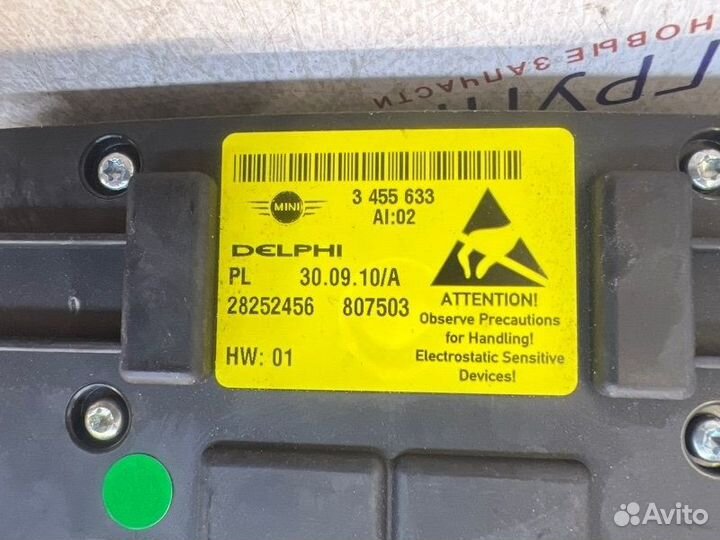 НОВЫЕ ЗАПЧАСТИ
3 455 633
MINI
AI:02
DELPHI
PL 30.09.10/A
28252456 807503
HW: 01
ATTENTION!
Observe Precautions
for Handling!
Electrostatic Sensitive
Devices!
Avito